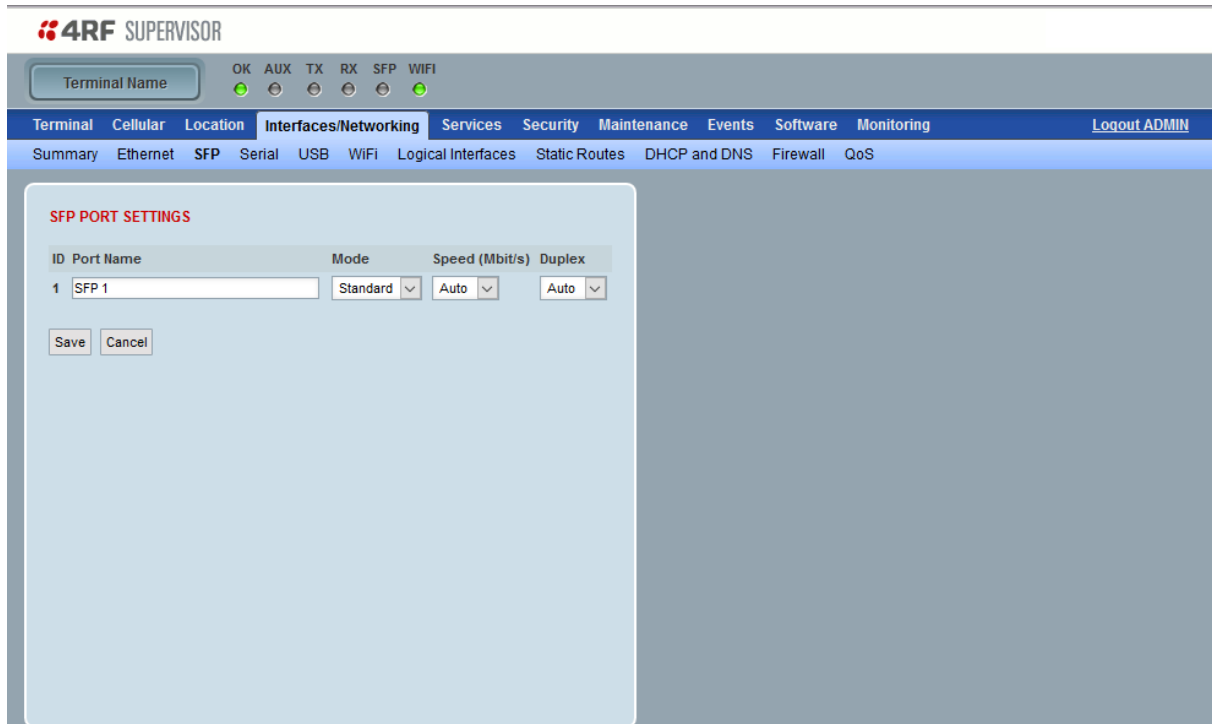 4RF SUPERVISOR
Terminal Name OK AUX TX RX SFP WIFI
Terminal Cellular Location Interfaces/Networking Services Security Maintenance Events Software Monitoring Logout ADMIN
Summary Ethernet SFP Serial USB WiFi Logical Interfaces Static Routes DHCP and DNS Firewall QoS
SFP PORT SETTINGS
ID Port Name Mode Speed (Mbit/s) Duplex
1 SFP 1 Standard Auto Auto
Save Cancel